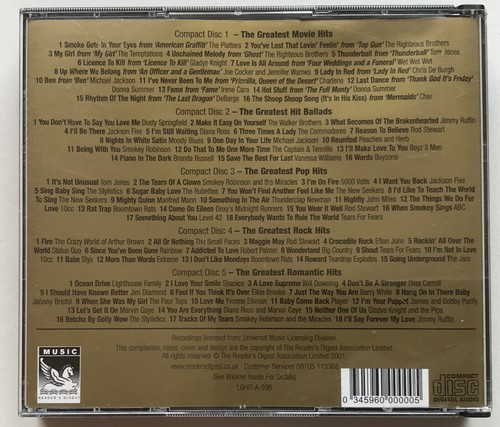 Compact Disc 1 – The Greatest Movie Hits
1 Smoke Gets In Your Eyes from 'American Graffiti' The Platters 2 You've Lost That Lovin' Feelin' from 'Top Gun' The Righteous Brothers
3 My Girl from 'My Girl' The Temptations 4 Unchained Melody from 'Ghost' The Righteous Brothers 5 Thunderball from 'Thunderball' Tom Jones
6 Licence To Kill from 'Licence To Kill' Gladys Knight 7 Love Is All Around from 'Four Weddings and a Funeral' Wet Wet Wet
8 Up Where We Belong from 'An Officer and a Gentleman' Joe Cocker and Jennifer Warnes 9 Lady In Red from 'Lady In Red' Chris De Burgh
10 Ben from 'Ben' Michael Jackson 11 I've Never Been To Me from 'Priscilla, Queen of the Desert' Charlene 12 Last Dance from 'Thank God It's Friday'
Donna Summer 13 Fame from 'Fame' Irene Cara 14 Hot Stuff from 'The Full Monty' Donna Summer
15 Rhythm Of The Night from 'The Last Dragon' DeBarge 16 The Shoop Shoop Song (It's In His Kiss) from 'Mermaids' Cher
Compact Disc 2 – The Greatest Hit Ballads
1 You Don't Have To Say You Love Me Dusty Springfield 2 Make It Easy On Yourself The Walker Brothers 3 What Becomes Of The Brokenhearted Jimmy Ruffin
4 I'll Be There Jackson Five 5 I'm Still Waiting Diana Ross 6 Three Times A Lady The Commodores 7 Reason To Believe Rod Stewart
8 Nights In White Satin Moody Blues 9 One Day In Your Life Michael Jackson 10 Reunited Peaches and Herb
11 Being With You Smokey Robinson 12 Do That To Me One More Time The Captain & Tennille 13 I'll Make Love To You Boyz II Men
14 Piano In The Dark Brenda Russell 15 Save The Best For Last Vanessa Williams 16 Words Boyzone
Compact Disc 3 – The Greatest Pop Hits
1 It's Not Unusual Tom Jones 2 The Tears Of A Clown Smokey Robinson and the Miracles 3 I'm On Fire 5000 Volts 4 I Want You Back Jackson Five
5 Sing Baby Sing The Stylistics 6 Sugar Baby Love The Rubettes 7 You Won't Find Another Fool Like Me The New Seekers 8 I'd Like To Teach The World
To Sing The New Seekers 9 Mighty Quinn Manfred Mann 10 Something In The Air Thunderclap Newman 11 Nightly John Miles 12 The Things We Do For
Love 10cc 13 Rat Trap Boomtown Rats 14 Come On Eileen Dexy's Midnight Runners 15 You Wear It Well Rod Stewart 16 When Smokey Sings ABC
17 Something About You Level 42 18 Everybody Wants To Rule The World Tears For Fears
Compact Disc 4 – The Greatest Rock Hits
1 Fire The Crazy World of Arthur Brown 2 All Or Nothing The Small Faces 3 Maggie May Rod Stewart 4 Crocodile Rock Elton John 5 Rockin' All Over The
World Status Quo 6 Since You've Been Gone Rainbow 7 Addicted To Love Robert Palmer 8 Wonderland Big Country 9 Shout Tears For Fears 10 I'm Not In Love
10cc 11 Babe Styx 12 More Than Words Extreme 13 I Don't Like Mondays Boomtown Rats 14 Reward Teardrop Explodes 15 Going Underground The Jam
Compact Disc 5 – The Greatest Romantic Hits
1 Ocean Drive Lighthouse Family 2 I Love Your Smile Shanice 3 A Love Supreme Will Downing 4 Don't Be A Stranger Dina Carroll
5 I Should Have Known Better Jim Diamond 6 Fool If You Think It's Over Elkie Brooks 7 Just The Way You Are Barry White 8 Hang On In There Baby
Johnny Bristol 9 When She Was My Girl The Four Tops 10 Love Me Yvonne Elliman 11 Baby Come Back Player 12 I'm Your Puppet James and Bobby Purify
13 Let's Get It On Marvin Gaye 14 You Are Everything Diana Ross and Marvin Gaye 15 Neither One Of Us Gladys Knight and the Pips
16 Betcha By Golly Wow The Stylistics 17 Tracks Of My Tears Smokey Robinson and the Miracles 18 I'll Say Forever My Love Jimmy Ruffin
Recordings licensed from Universal Music Licensing Division.
This compilation, notes, cover and design are the copyright of The Reader's Digest Association Limited.
All rights reserved © The Reader's Digest Association Limited 2001.
www.readersdigest.co.uk Customer Services 08705 113366
(See Booklet Inside For Details)
MUSIC
READER'S DIGEST
0 345960 000005
COMPACT
disc
DIGITAL AUDIO